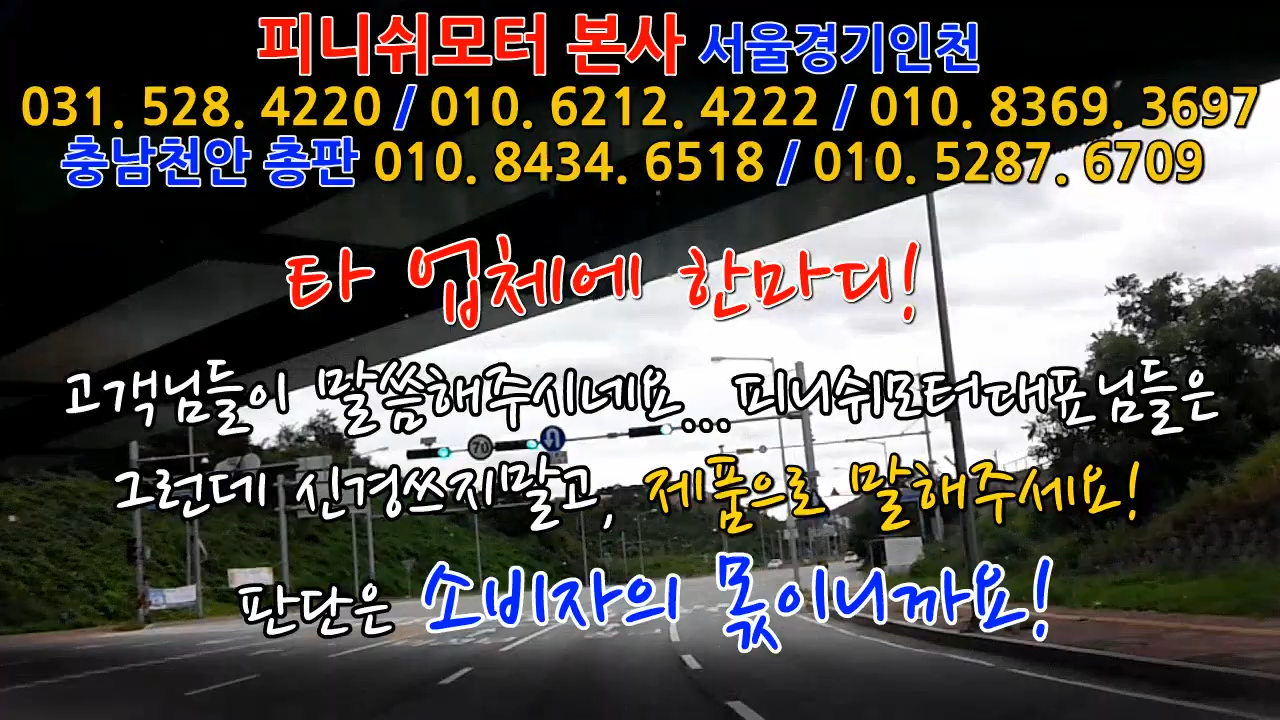 피니쉬모터 본사 서울경기인천
031. 528. 4220 / 010. 6212. 4222 / 010. 8369. 3697
충남천안 총판 010. 8434. 6518 / 010. 5287. 6709
타 업체에 한마디!
고객님들이 말씀해주시네요...피니쉬모터대표님들은
70
그런데 신경쓰지말고, 제품으로 말해주세요!
판단은 소비자의 몫이니까요!